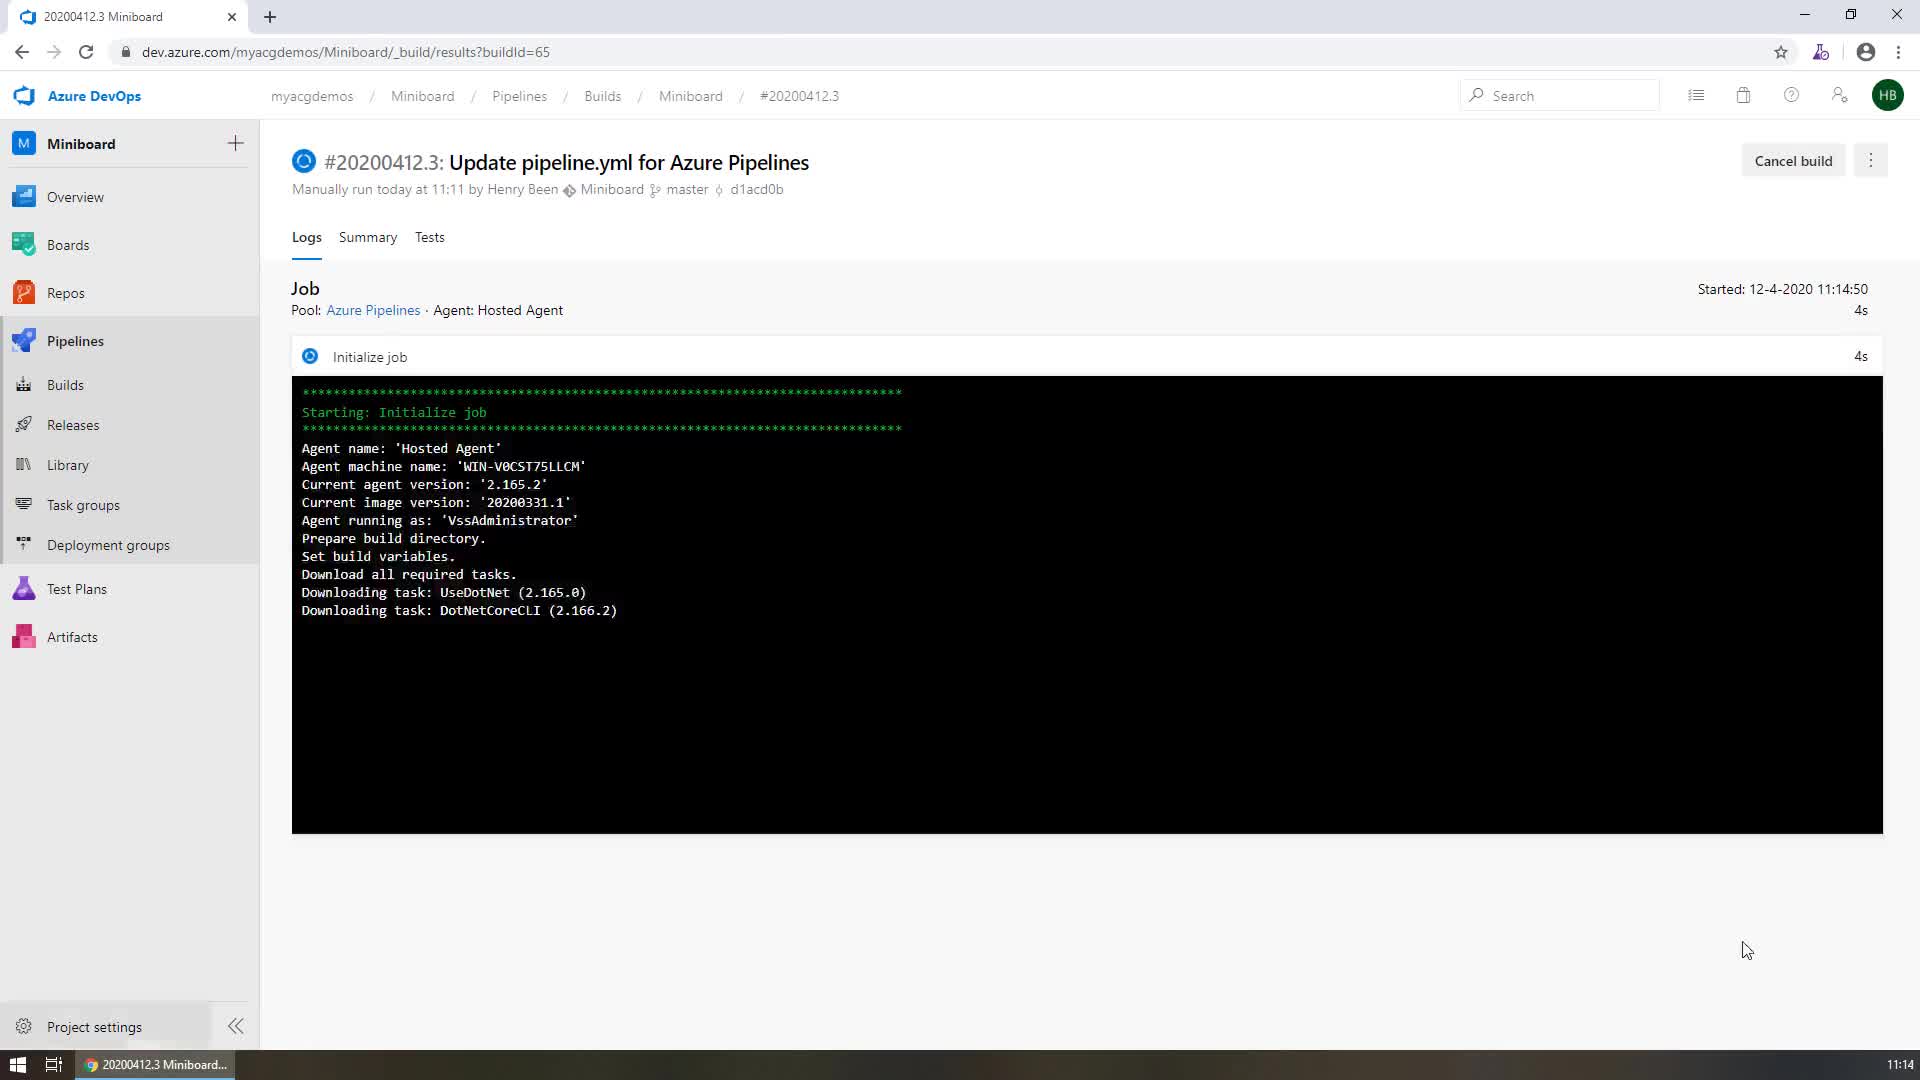 20200412.3 Miniboard
dev.azure.com/myacgdemos/Miniboard/_build/results?buildId=65
Azure DevOps
myacgdemos / Miniboard / Pipelines / Builds / Miniboard / #20200412.3
Search
HB
M Miniboard
Overview
Boards
Repos
Pipelines
Builds
Releases
Library
Task groups
Deployment groups
Test Plans
Artifacts
Project settings
#20200412.3: Update pipeline.yml for Azure Pipelines
Manually run today at 11:11 by Henry Been Miniboard master d1acd0b
Cancel build
Logs Summary Tests
Job
Pool: Azure Pipelines · Agent: Hosted Agent
Started: 12-4-2020 11:14:50
4s
Initialize job
4s
******************************************************************************
Starting: Initialize job
******************************************************************************
Agent name: 'Hosted Agent'
Agent machine name: 'WIN-V0CST75LLCM'
Current agent version: '2.165.2'
Current image version: '20200331.1'
Agent running as: 'VssAdministrator'
Prepare build directory.
Set build variables.
Download all required tasks.
Downloading task: UseDotNet (2.165.0)
Downloading task: DotNetCoreCLI (2.166.2)
20200412.3 Miniboard...
11:14